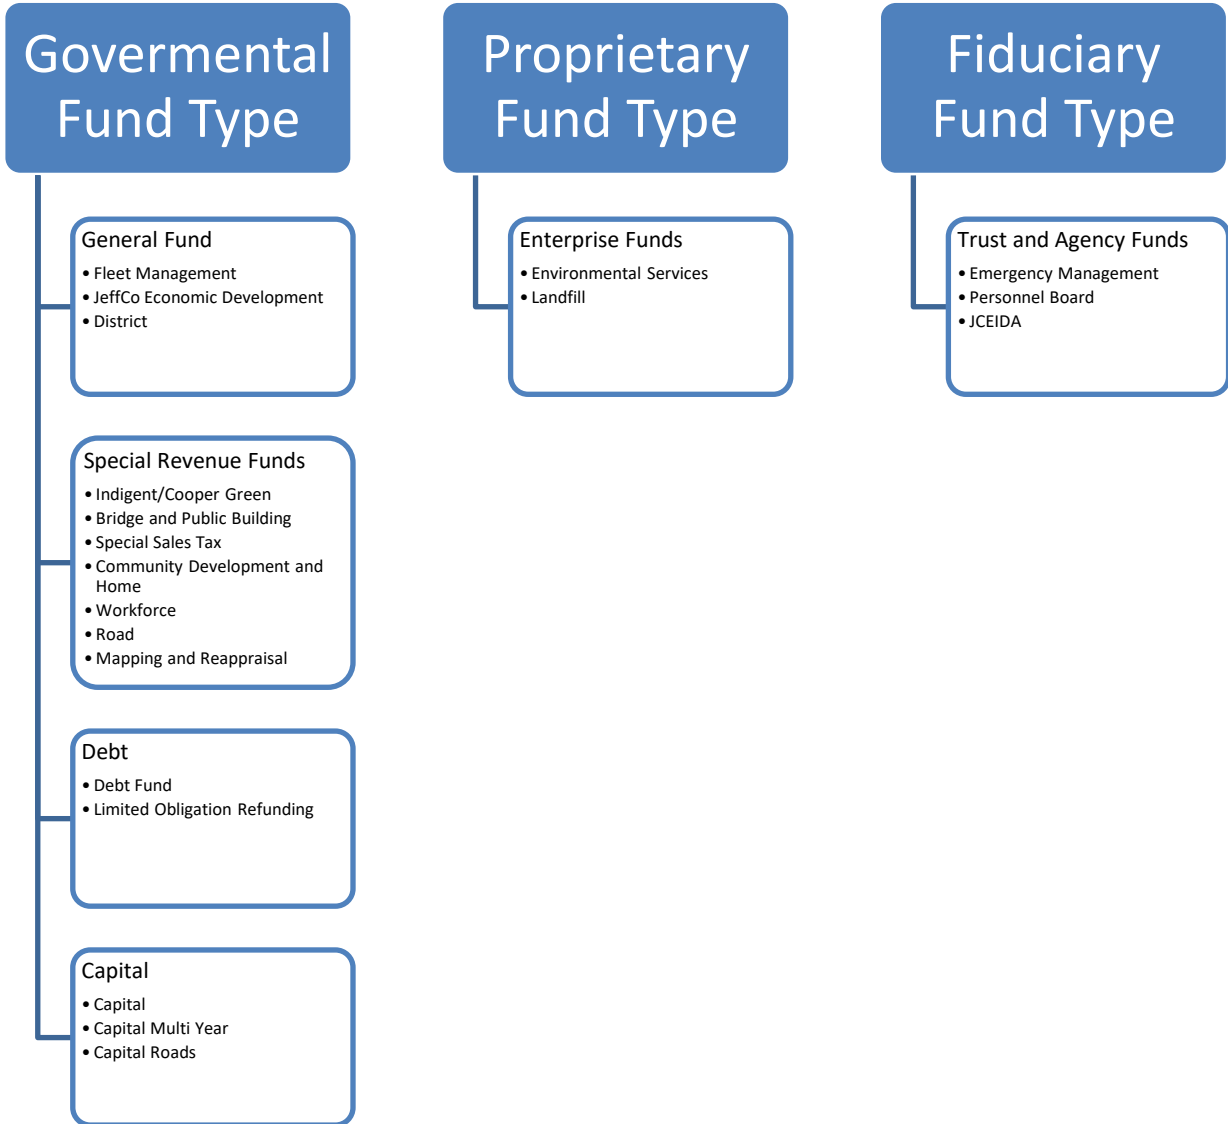 Govermental
Fund Type
General Fund
• Fleet Management
• JeffCo Economic Development
• District
Special Revenue Funds
• Indigent/Cooper Green
• Bridge and Public Building
• Special Sales Tax
• Community Development and
Home
• Workforce
• Road
• Mapping and Reappraisal
Debt
• Debt Fund
• Limited Obligation Refunding
Capital
• Capital
• Capital Multi Year
• Capital Roads
Proprietary
Fund Type
Enterprise Funds
• Environmental Services
• Landfill
Fiduciary
Fund Type
Trust and Agency Funds
• Emergency Management
• Personnel Board
• JCEIDA